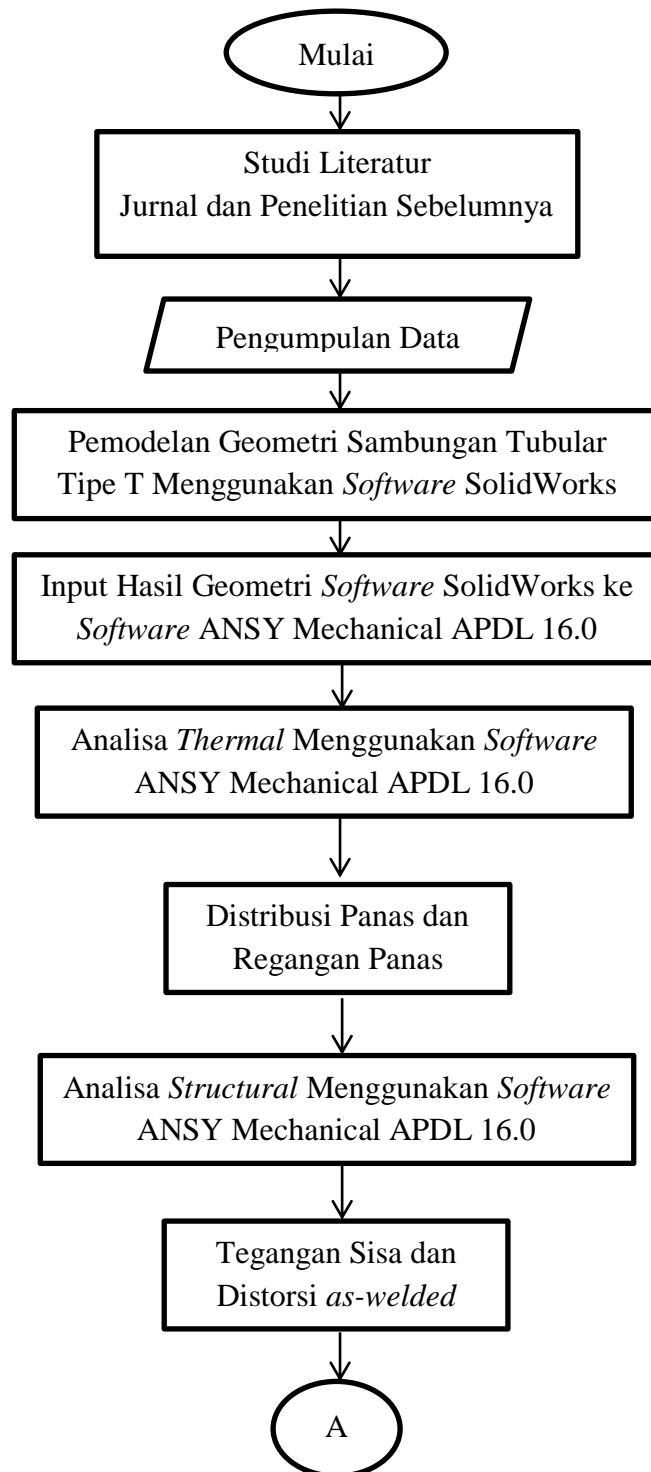 Mulai
Studi Literatur
Jurnal dan Penelitian Sebelumnya
Pengumpulan Data
Pemodelan Geometri Sambungan Tubular
Tipe T Menggunakan Software SolidWorks
Input Hasil Geometri Software SolidWorks ke
Software ANSY Mechanical APDL 16.0
Analisa Thermal Menggunakan Software
ANSY Mechanical APDL 16.0
Distribusi Panas dan
Regangan Panas
Analisa Structural Menggunakan Software
ANSY Mechanical APDL 16.0
Tegangan Sisa dan
Distorsi as-welded
A